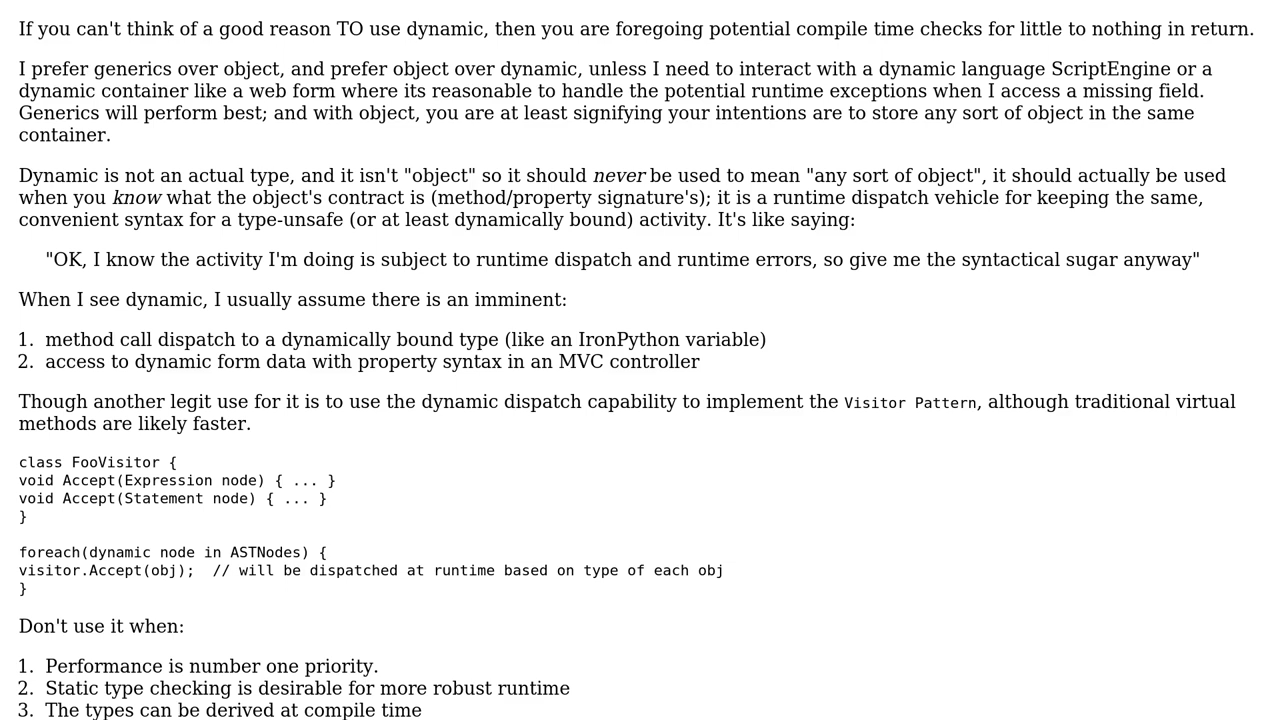 If you can't think of a good reason TO use dynamic, then you are foregoing potential compile time checks for little to nothing in return.
I prefer generics over object, and prefer object over dynamic, unless I need to interact with a dynamic language ScriptEngine or a
dynamic container like a web form where its reasonable to handle the potential runtime exceptions when I access a missing field.
Generics will perform best; and with object, you are at least signifying your intentions are to store any sort of object in the same
container.
Dynamic is not an actual type, and it isn't "object" so it should never be used to mean "any sort of object", it should actually be used
when you know what the object's contract is (method/property signature's); it is a runtime dispatch vehicle for keeping the same,
convenient syntax for a type-unsafe (or at least dynamically bound) activity. It's like saying:
"OK, I know the activity I'm doing is subject to runtime dispatch and runtime errors, so give me the syntactical sugar anyway"
When I see dynamic, I usually assume there is an imminent:
1. method call dispatch to a dynamically bound type (like an IronPython variable)
2. access to dynamic form data with property syntax in an MVC controller
Though another legit use for it is to use the dynamic dispatch capability to implement the Visitor Pattern, although traditional virtual
methods are likely faster.
class FooVisitor {
void Accept(Expression node) { ... }
void Accept(Statement node) { ... }
}
foreach(dynamic node in ASTNodes) {
visitor.Accept(obj);  // will be dispatched at runtime based on type of each obj
}
Don't use it when:
1. Performance is number one priority.
2. Static type checking is desirable for more robust runtime
3. The types can be derived at compile time